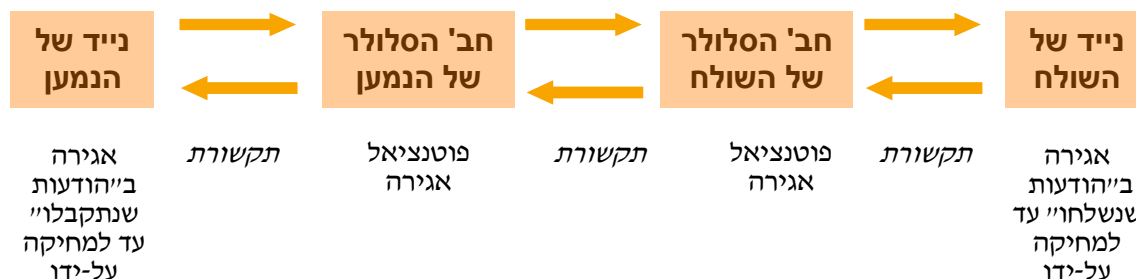 נייד של
השולח
חב' הסלולר
של השולח
חב' הסלולר
של הנמען
נייד של
הנמען
אגירה
ב״הודעות
שנשלחו״ עד
למחיקה
על-ידו
תקשורת
פוטנציאל
אגירה
תקשורת
פוטנציאל
אגירה
תקשורת
אגירה
ב״הודעות
שנתקבלו״
עד למחיקה
על-ידו